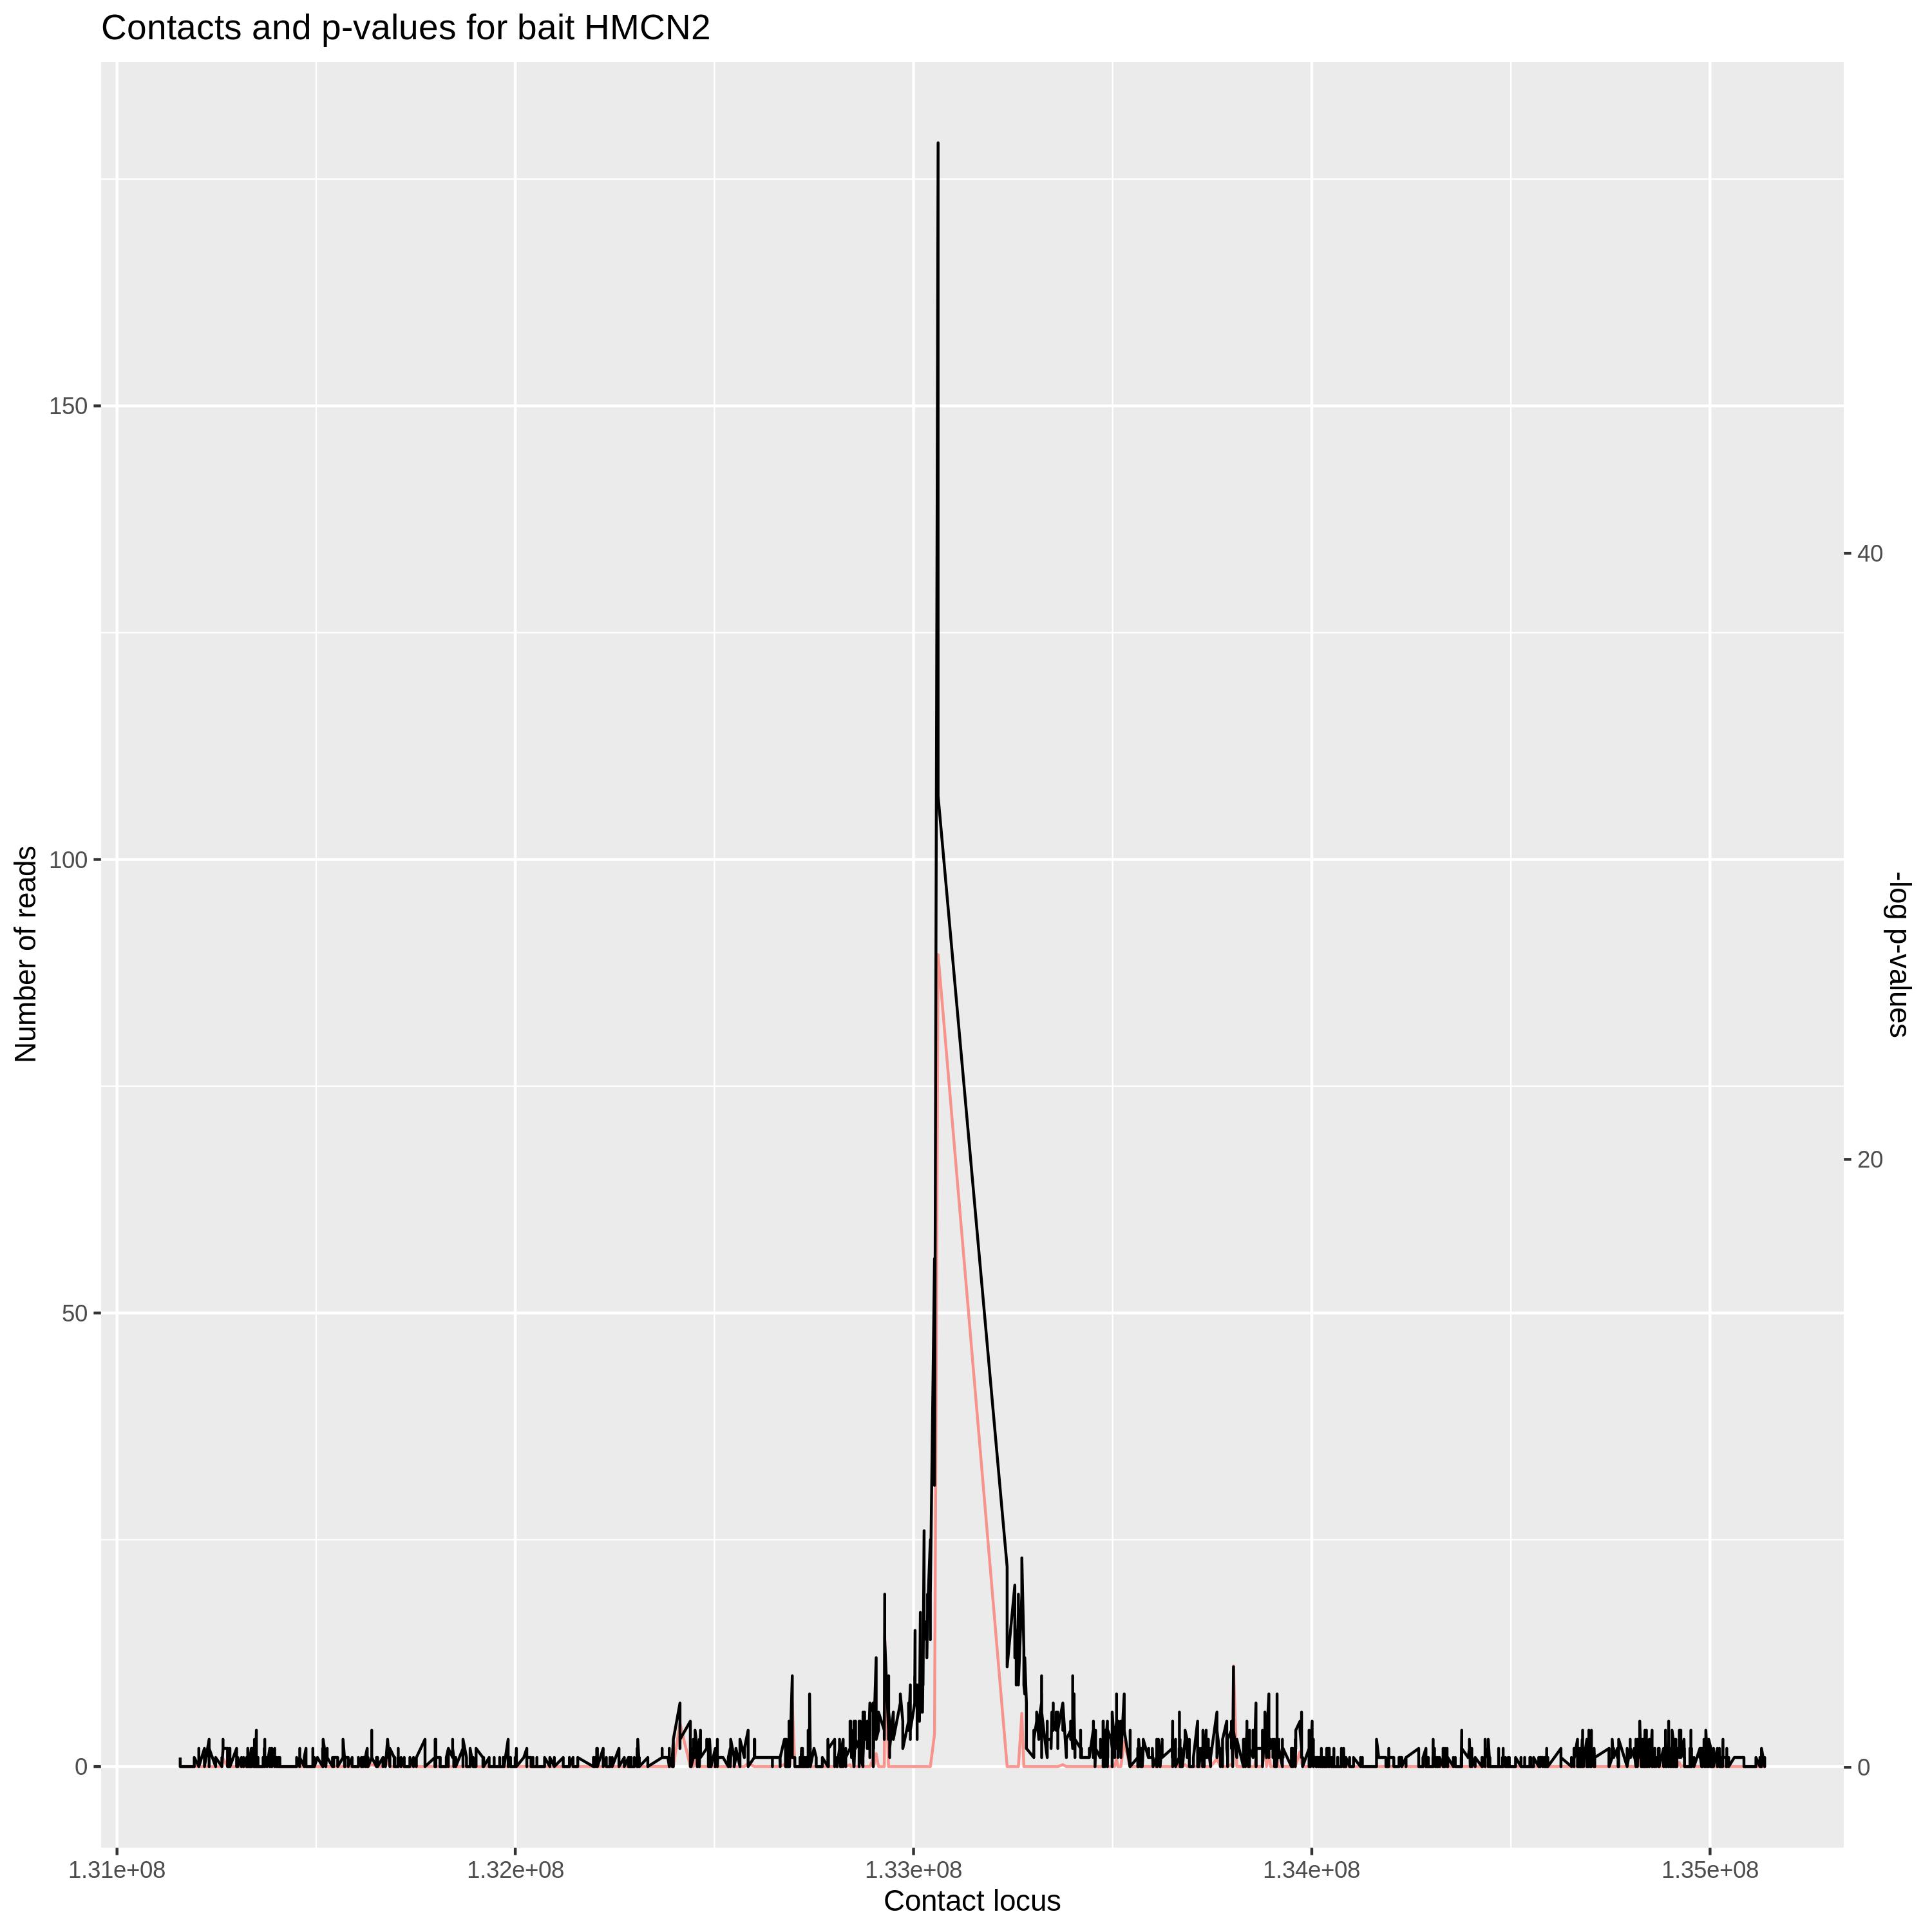 Contacts and p-values for bait HMCN2
150
100
50
0
Number of reads
40
20
0
-log p-values
1.31e+08
1.32e+08
1.33e+08
1.34e+08
1.35e+08
Contact locus